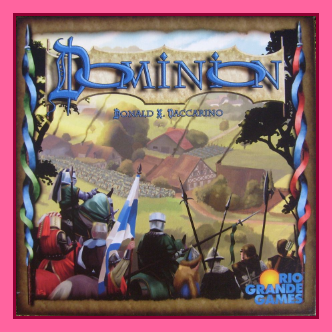 DOMINION
DONALD X. VACCARINO
RIO
GRANDE
GAMES